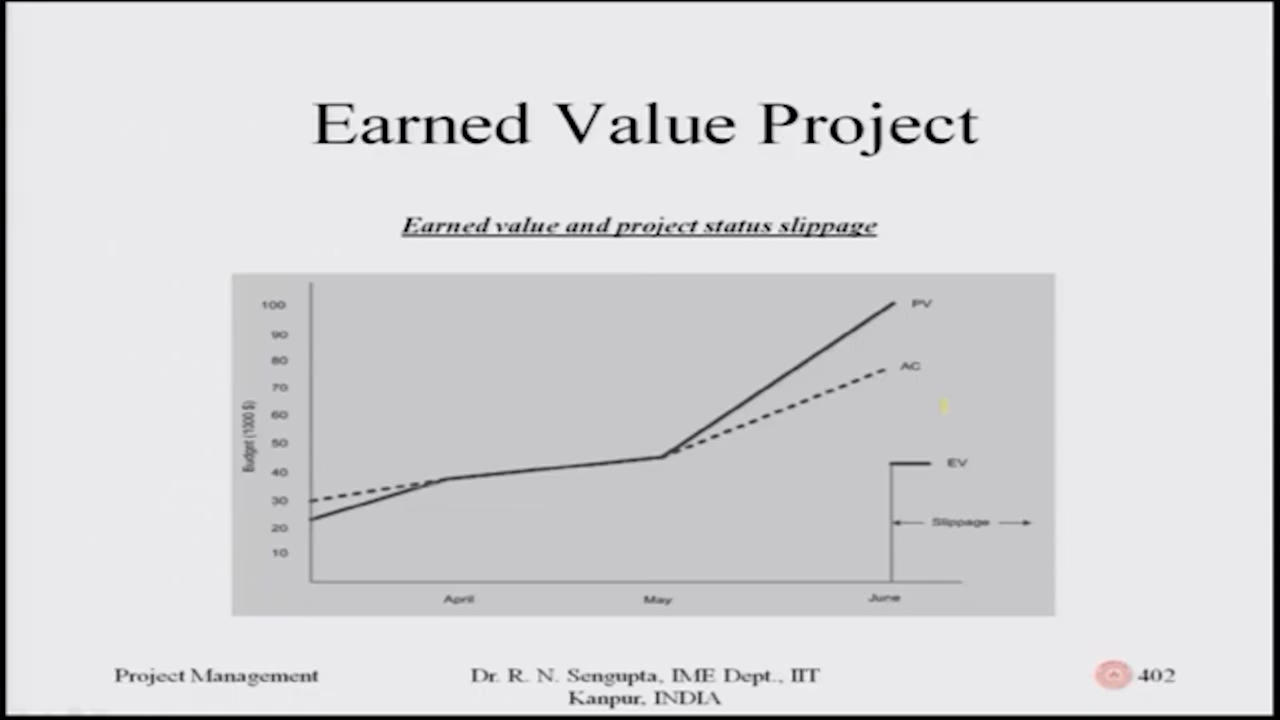 Earned Value Project
Earned value and project status slippage
100
90
80
70
60
50
40
30
20
10
Budget (1000 $)
PV
AC
EV
Slippage
April
May
June
Project Management
Dr. R. N. Sengupta, IME Dept., IIT
Kanpur, INDIA
402